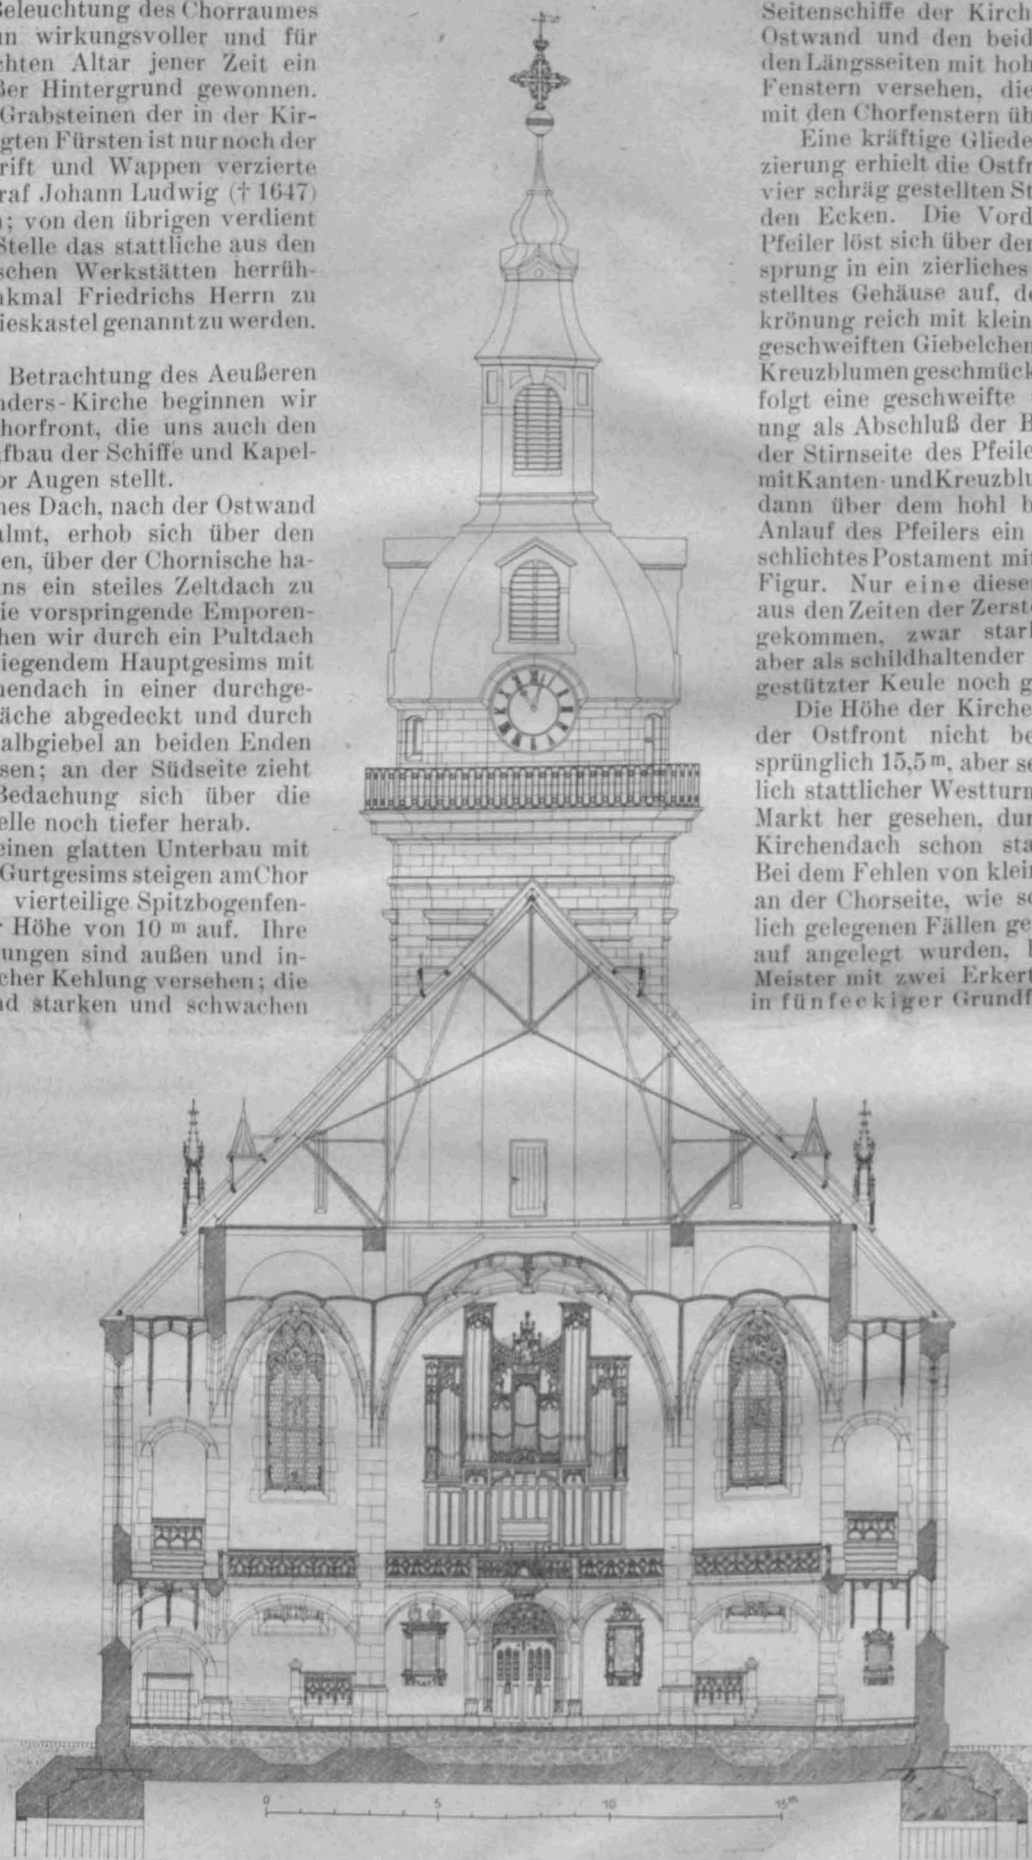 Beleuchtung des Chorraumes
un wirkungsvoller und für
chten Altar jener Zeit ein
ßer Hintergrund gewonnen.
Grabsteinen der in der Kir-
gten Fürsten ist nur noch der
rift und Wappen verzierte
raf Johann Ludwig († 1647)
; von den übrigen verdient
Stelle das stattliche aus den
schen Werkstätten herrüh-
nkmal Friedrichs Herrn zu
ieskastel genannt zu werden.
Betrachtung des Aeußeren
nders-Kirche beginnen wir
horfront, die uns auch den
ufbau der Schiffe und Kapel-
or Augen stellt.
nes Dach, nach der Ostwand
almt, erhob sich über den
en, über der Chornische ha-
ns ein steiles Zeltdach zu
ie vorspringende Emporen-
hen wir durch ein Pultdach
iegendem Hauptgesims mit
hendach in einer durchge-
äche abgedeckt und durch
albgiebel an beiden Enden
sen; an der Südseite zieht
Bedachung sich über die
elle noch tiefer herab.
einen glatten Unterbau mit
Gurtgesims steigen am Chor
vierteilige Spitzbogenfen-
r Höhe von 10 m auf. Ihre
ungen sind außen und in-
cher Kehlung versehen; die
nd starken und schwachen
Seitenschiffe der Kirch
Ostwand und den beid
den Längsseiten mit hoh
Fenstern versehen, die
mit den Chorfenstern üb
Eine kräftige Gliede
zierung erhielt die Ostfr
vier schräg gestellten St
den Ecken. Die Vord
Pfeiler löst sich über der
sprung in ein zierliches
stelltes Gehäuse auf, de
krönung reich mit klein
geschweiften Giebelchen
Kreuzblumen geschmück
folgt eine geschweifte
ung als Abschluß der B
der Stirnseite des Pfeile
mit Kanten- und Kreuzblu
dann über dem hohl b
Anlauf des Pfeilers ein
schlichtes Postament mit
Figur. Nur eine dieser
aus den Zeiten der Zerst
gekommen, zwar star
aber als schildhaltender
gestützter Keule noch g
Die Höhe der Kirche
der Ostfront nicht be
sprünglich 15,5 m, aber se
lich stattlicher Westturm
Markt her gesehen, dur
Kirchendach schon sta
Bei dem Fehlen von klein
an der Chorseite, wie so
lich gelegenen Fällen ge
auf angelegt wurden, 
Meister mit zwei Erkert
in fünfeckiger Grundf
0 5 10 15 m